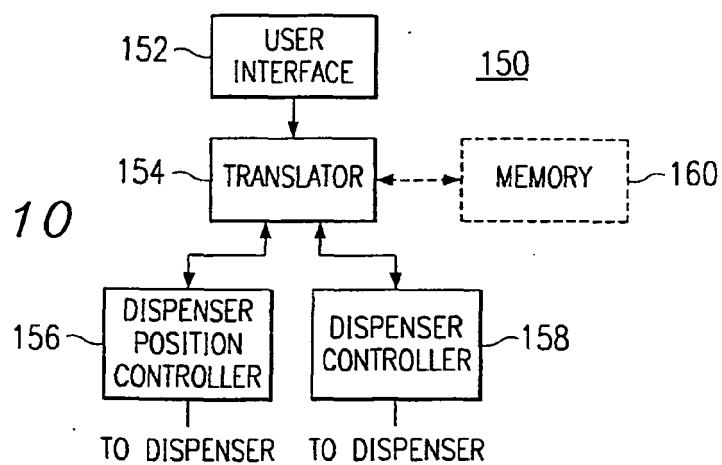 USER
INTERFACE
152
150
TRANSLATOR
154
MEMORY
160
10
DISPENSER
POSITION
CONTROLLER
156
DISPENSER
CONTROLLER
158
TO DISPENSER
TO DISPENSER